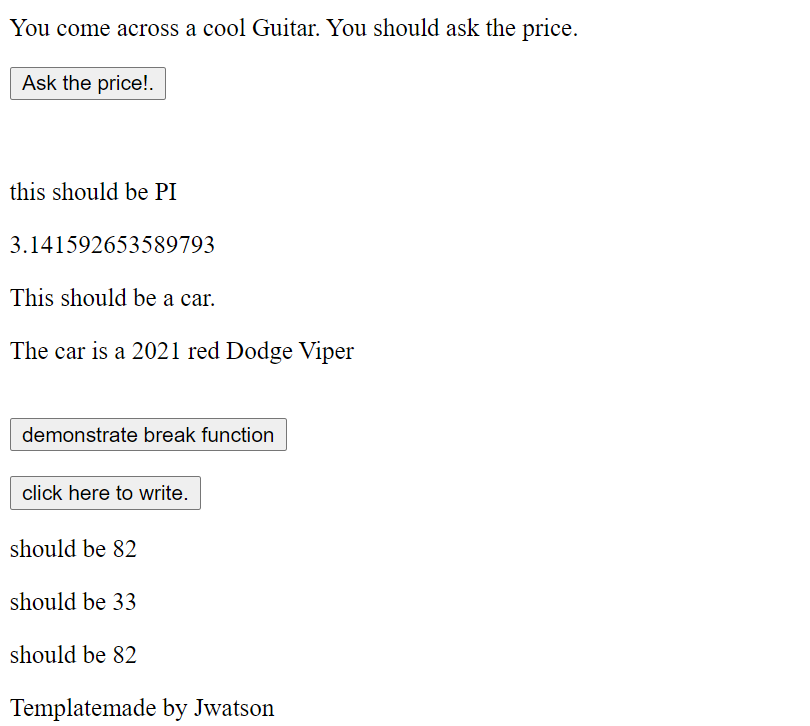 You come across a cool Guitar. You should ask the price.
Ask the price!.
this should be PI
3.141592653589793
This should be a car.
The car is a 2021 red Dodge Viper
demonstrate break function
click here to write.
should be 82
should be 33
should be 82
Templatemade by Jwatson